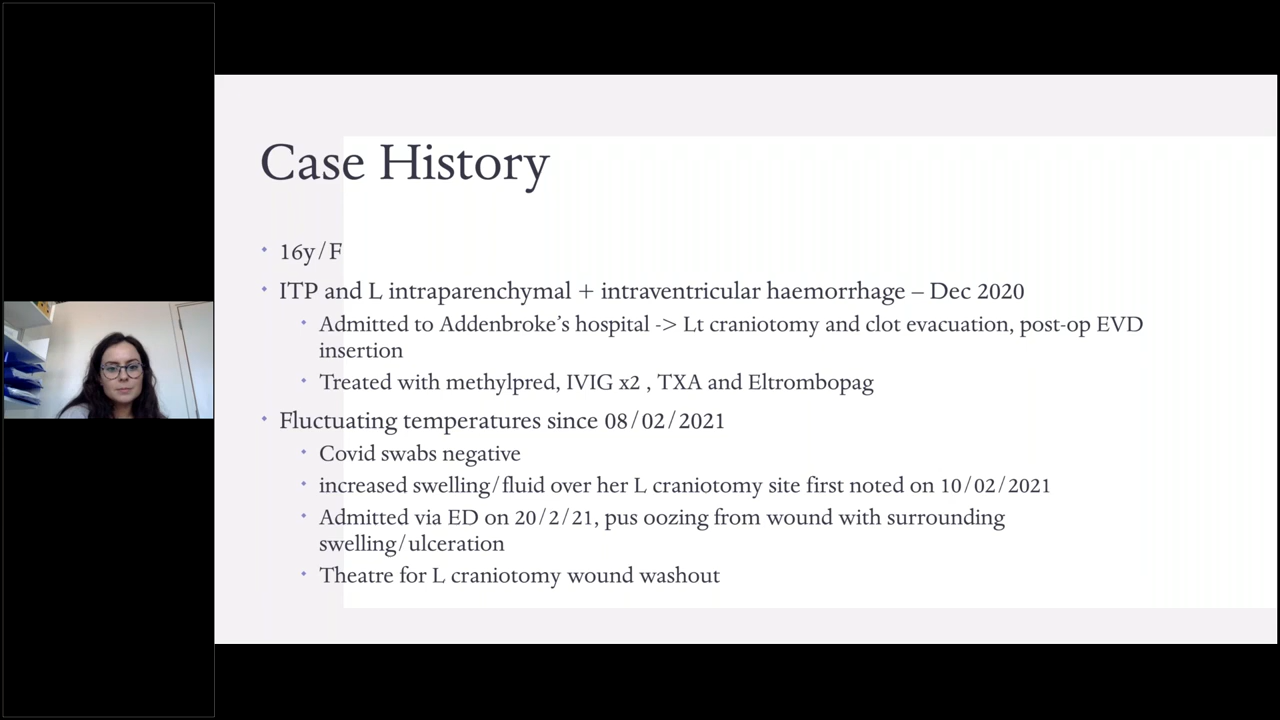 Case History
16y/F
ITP and L intraparenchymal + intraventricular haemorrhage – Dec 2020
Admitted to Addenbroke's hospital -> Lt craniotomy and clot evacuation, post-op EVD
insertion
Treated with methylpred, IVIG x2 , TXA and Eltrombopag
Fluctuating temperatures since 08/02/2021
Covid swabs negative
increased swelling/fluid over her L craniotomy site first noted on 10/02/2021
Admitted via ED on 20/2/21, pus oozing from wound with surrounding
swelling/ulceration
Theatre for L craniotomy wound washout